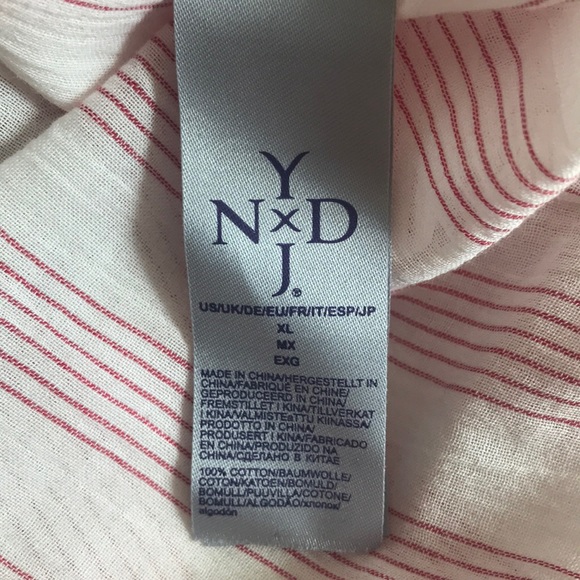 Y
N×D
J®
US/UK/DE/EU/FR/IT/ESP/JP
XL
MX
EXG
MADE IN CHINA/HERGESTELLT IN
CHINA/FABRIQUÉ EN CHINE/
GEPRODUCEERD IN CHINA/
FREMSTILLET I KINA/TILLVERKAT
I KINA/VALMISTETTU KIINASSA/
PRODOTTO IN CHINA/
PRODUSERT I KINA/FABRICADO
EN CHINA/PRODUZIDO NA
CHINA/СДЕЛАНО В КИТАЕ
100% COTTON/BAUMWOLLE/
COTON/KATOEN/BOMULD/
BOMULL/PUUVILLA/COTONE/
BOMULL/ALGODÃO/хлопок/
algodón